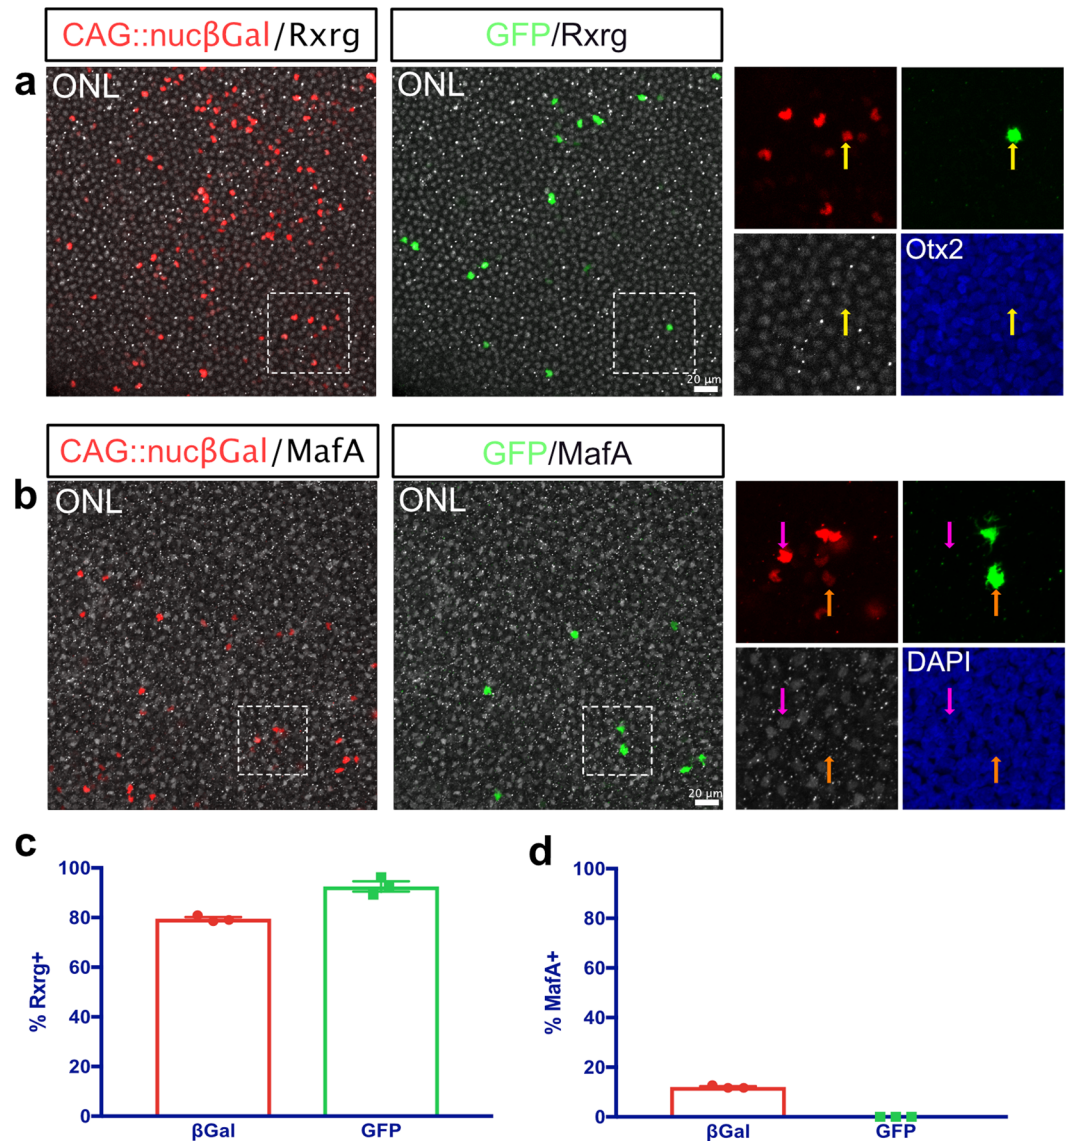 CAG::nucβGal/Rxrg
GFP/Rxrg
a
ONL
20 μm
Otx2
CAG::nucβGal/MafA
GFP/MafA
b
ONL
ONL
20 μm
DAPI
c
100
80
60
40
20
0
% Rxrg+
βGal
GFP
d
100
80
60
40
20
0
% MafA+
βGal
GFP